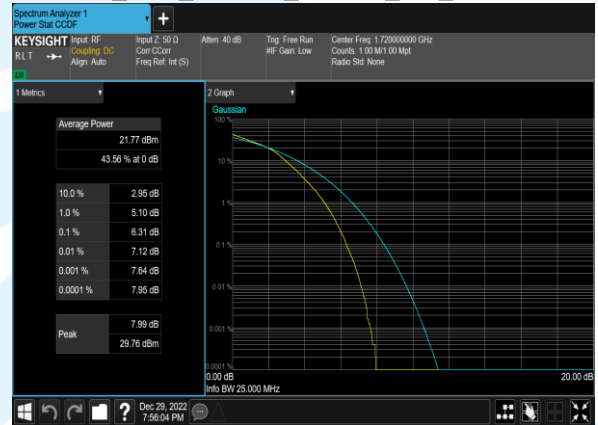 Spectrum Analyzer 1
Power Stat CCDF
+
KEYSIGHT
RLT
LM
Input: RF
Coupling: DC
Align: Auto
Input Z: 50 Ω
Corr CCorr
Freq Ref: Int (S)
Atten: 40 dB
Trig: Free Run
#IF Gain: Low
Center Freq: 1.720000000 GHz
Counts: 1.00 M/1.00 Mpt
Radio Std: None
1 Metrics
Average Power
21.77 dBm
43.56 % at 0 dB
10.0 % 2.95 dB
1.0 % 5.10 dB
0.1 % 6.31 dB
0.01 % 7.12 dB
0.001 % 7.64 dB
0.0001 % 7.95 dB
Peak
7.99 dB
29.76 dBm
2 Graph
Gaussian
100 %
10 %
1 %
0.1 %
0.01 %
0.001 %
0.0001 %
0.00 dB 20.00 dB
Info BW 25.000 MHz
?
Dec 29, 2022
7:56:04 PM